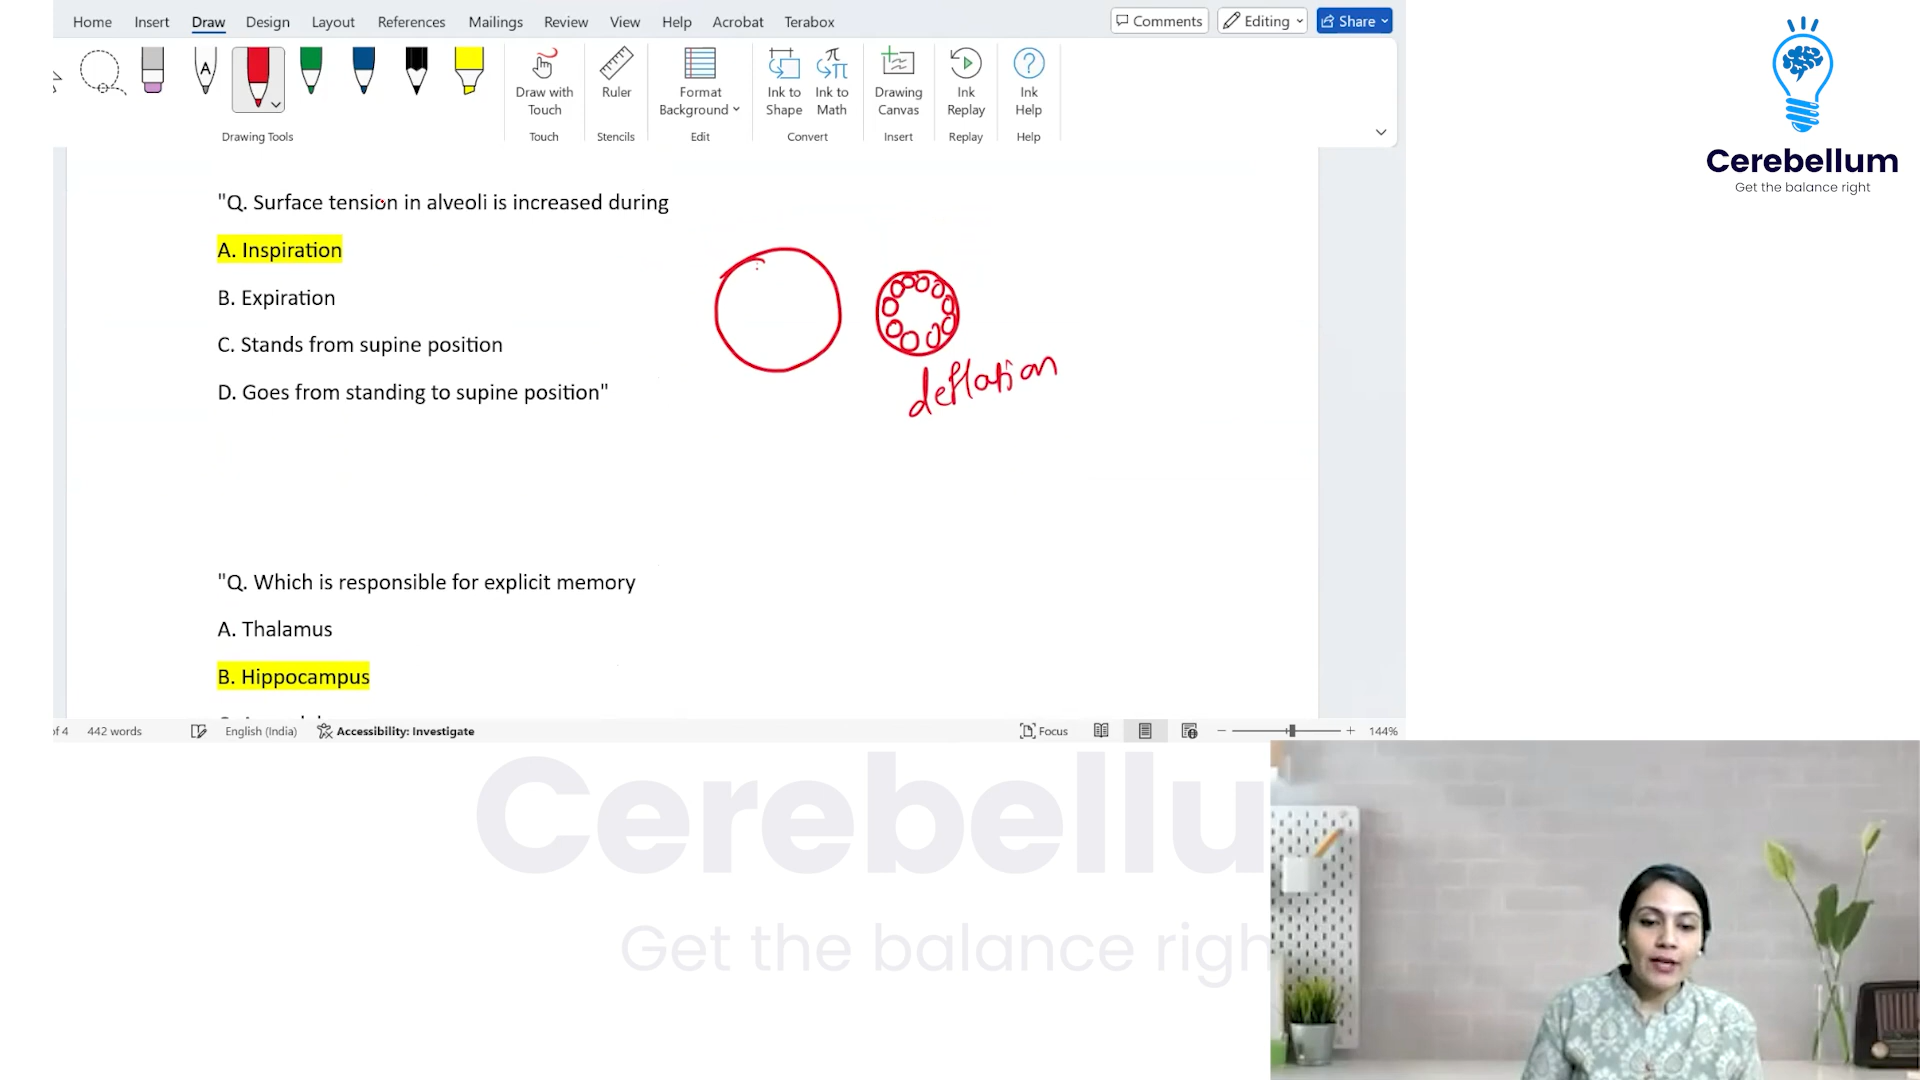 Home Insert Draw Design Layout References Mailings Review View Help Acrobat Terabox Comments Editing Share
A
Draw with Touch
Ruler
Format Background
Ink to Shape
Ink to Math
Drawing Canvas
Ink Replay
Ink Help
Drawing Tools Touch Stencils Edit Convert Insert Replay Help
Cerebellum
Get the balance right
"Q. Surface tension in alveoli is increased during
A. Inspiration
B. Expiration
C. Stands from supine position
D. Goes from standing to supine position"
deflation
"Q. Which is responsible for explicit memory
A. Thalamus
B. Hippocampus
of 4 442 words English (India) Accessibility: Investigate Focus 144%
Cerebellu
Get the balance righ